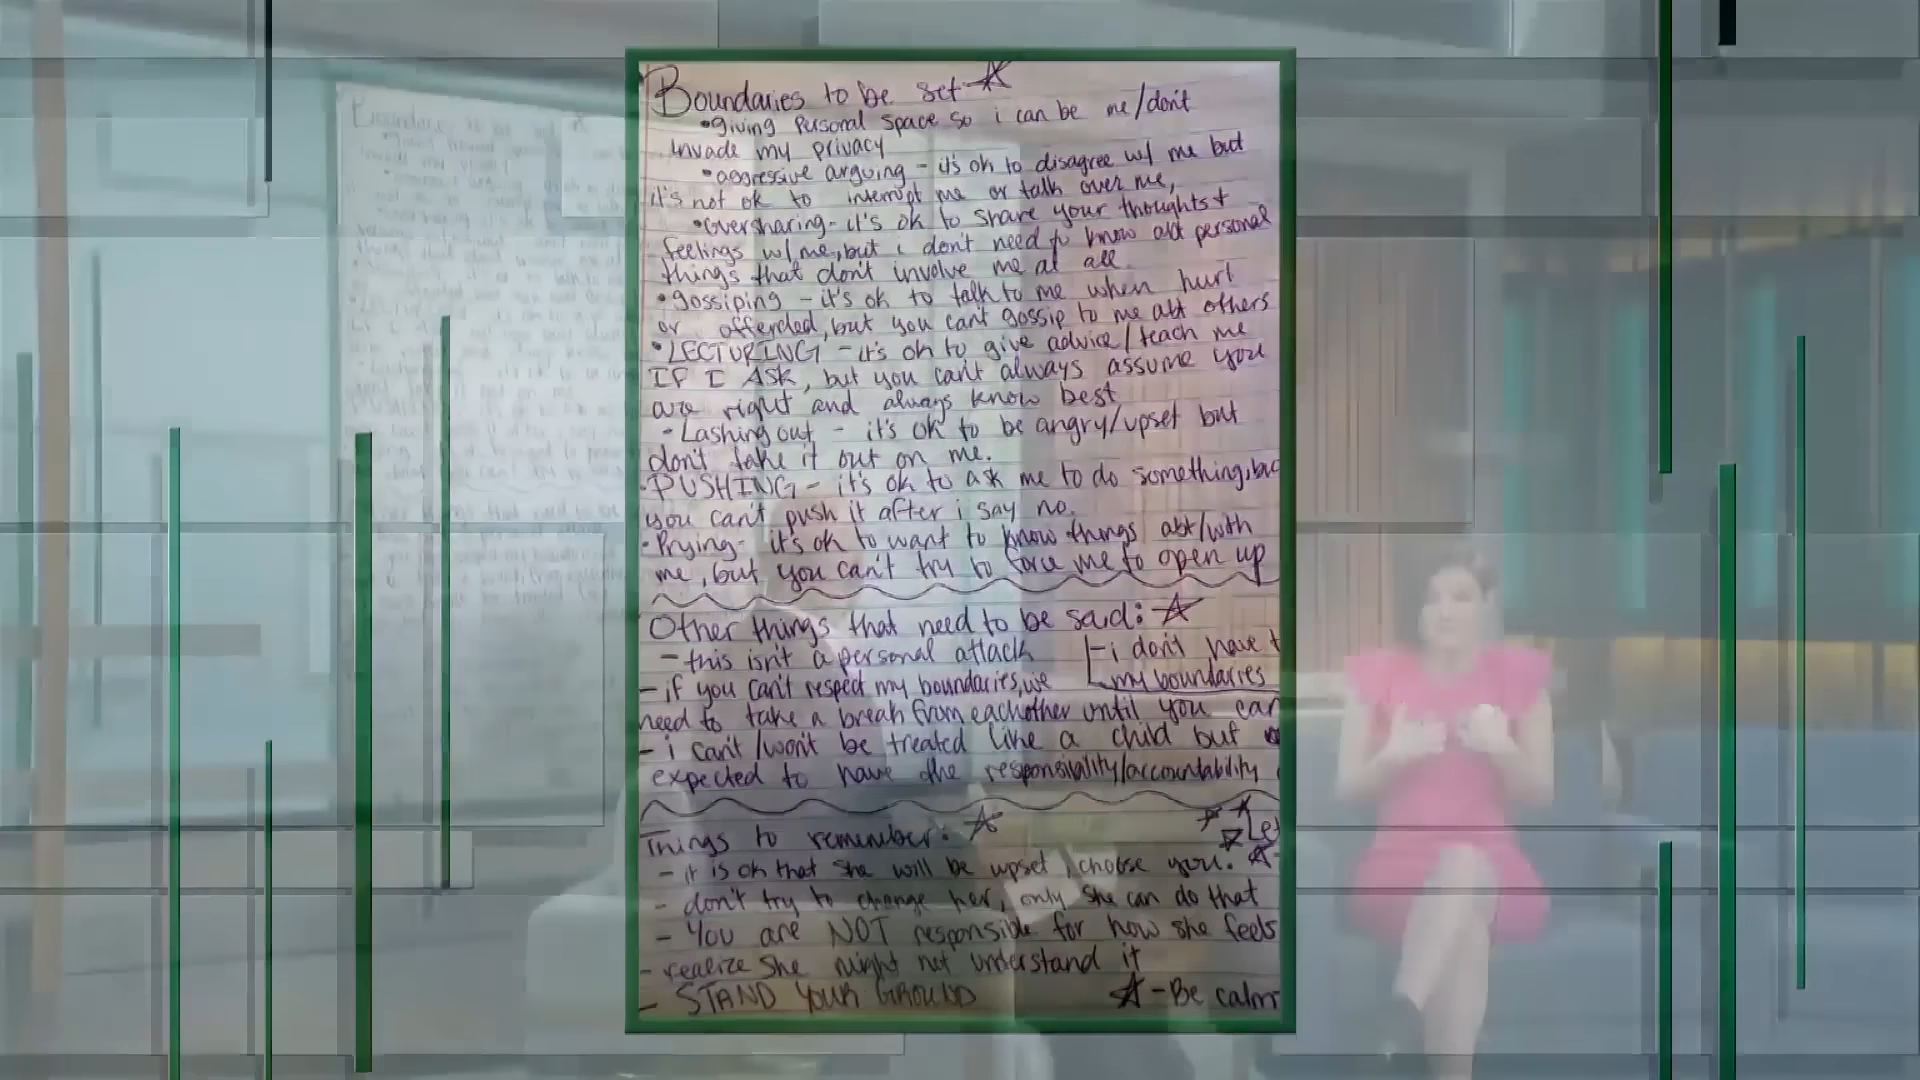 Boundaries to be set
•giving personal space so i can be me/don't
invade my privacy
•aggressive arguing - it's ok to disagree w/ me but
it's not ok to interrupt me or talk over me,
•oversharing- it's ok to share your thoughts +
feelings w/ me, but i don't need to know abt personal
things that don't involve me at all
•gossiping - it's ok to talk to me when hurt
or offended, but you can't gossip to me abt others
•LECTURING - it's ok to give advice/teach me
IF I ASK, but you can't always assume you
are right and always know best
- Lashing out - it's ok to be angry/upset but
don't take it out on me.
•PUSHING - it's ok to ask me to do something, bu
you can't push it after i say no.
•Prying- it's ok to want to know things abt/with
me, but you can't try to force me to open up
Other things that need to be said:
- this isn't a personal attack
- i don't have t
my boundaries
- if you can't respect my boundaries, we
need to take a break from eachother until you can
- i can't/won't be treated like a child but
expected to have the responsibility/accountability
Things to remember:
Let
- it is ok that she will be upset, choose you.
- don't try to change her, only she can do that
- You are NOT responsible for how she feels
- realize she might not understand it
- STAND YOUR GROUND
- Be calm